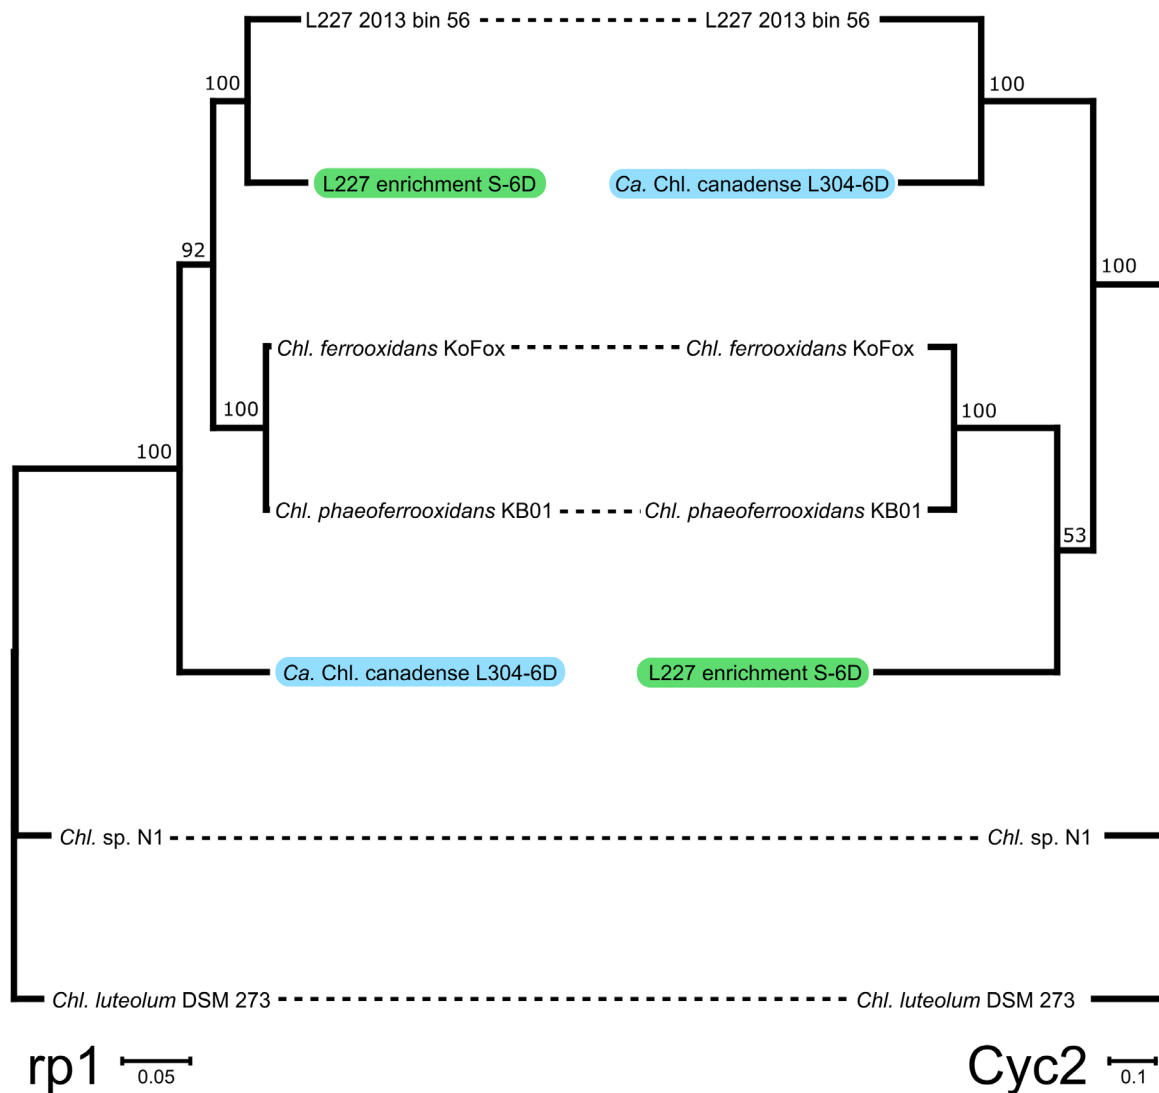 L227 2013 bin 56 L227 2013 bin 56
100 100
L227 enrichment S-6D Ca. Chl. canadense L304-6D
92 100
Chl. ferrooxidans KoFox Chl. ferrooxidans KoFox
100 100
100
Chl. phaeoferrooxidans KB01 Chl. phaeoferrooxidans KB01
53
Ca. Chl. canadense L304-6D L227 enrichment S-6D
Chl. sp. N1 Chl. sp. N1
Chl. luteolum DSM 273 Chl. luteolum DSM 273
rp1 0.05 Cyc2 0.1